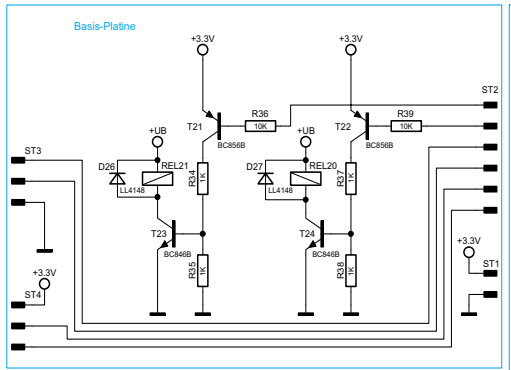 Basis-Platine
+3.3V
+3.3V
ST2
R36
10K
R39
10K
T21
BC856B
T22
BC856B
+UB
+UB
ST3
D26
LL4148
REL21
R34
1K
D27
LL4148
REL20
R37
1K
T23
BC846B
T24
BC846B
R35
1K
R38
1K
+3.3V
ST1
+3.3V
ST4